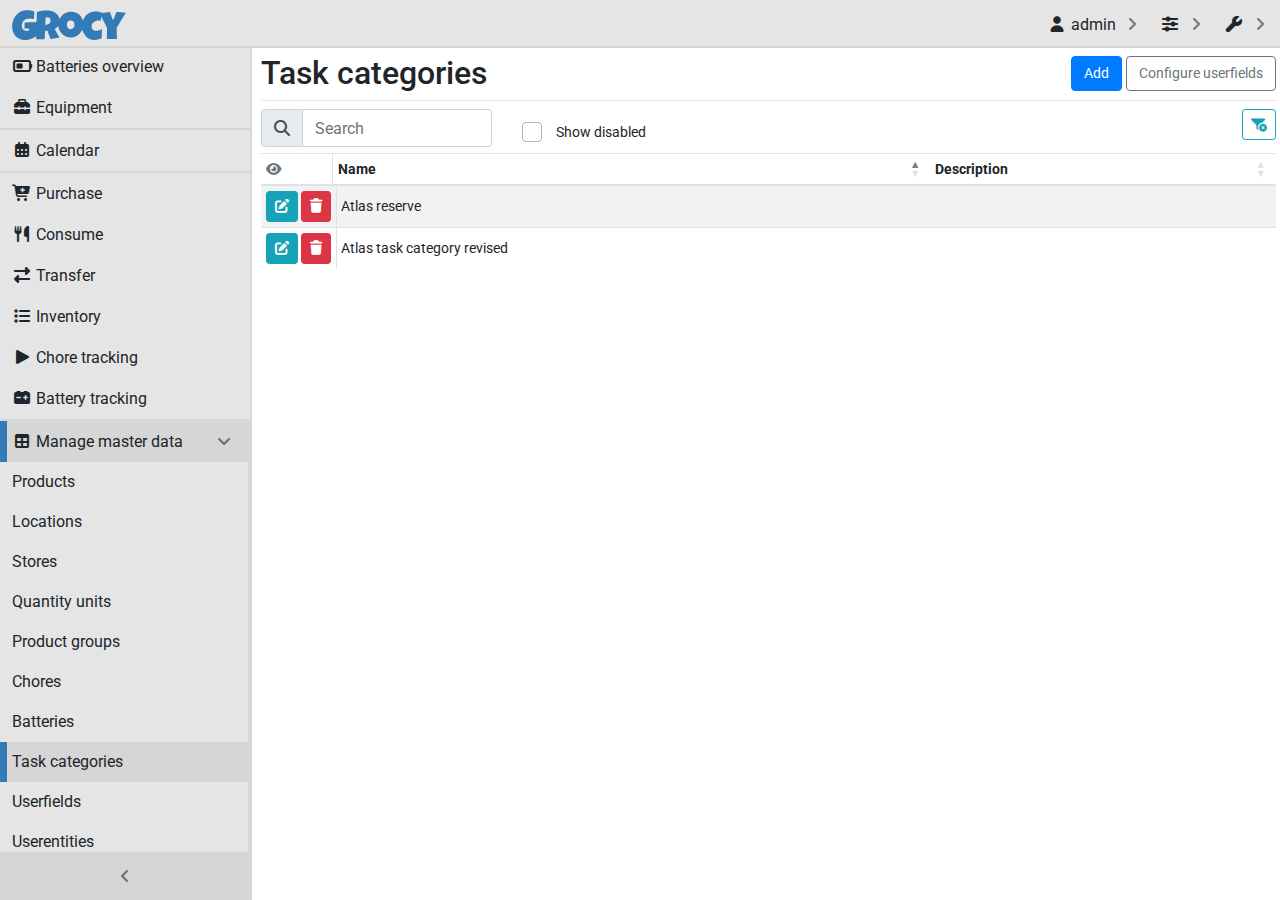 GROCY
admin
Batteries overview
Equipment
Calendar
Purchase
Consume
Transfer
Inventory
Chore tracking
Battery tracking
Manage master data
Products
Locations
Stores
Quantity units
Product groups
Chores
Batteries
Task categories
Userfields
Userentities
Task categories
Add
Configure userfields
Search
Show disabled
Name
Description
Atlas reserve
Atlas task category revised